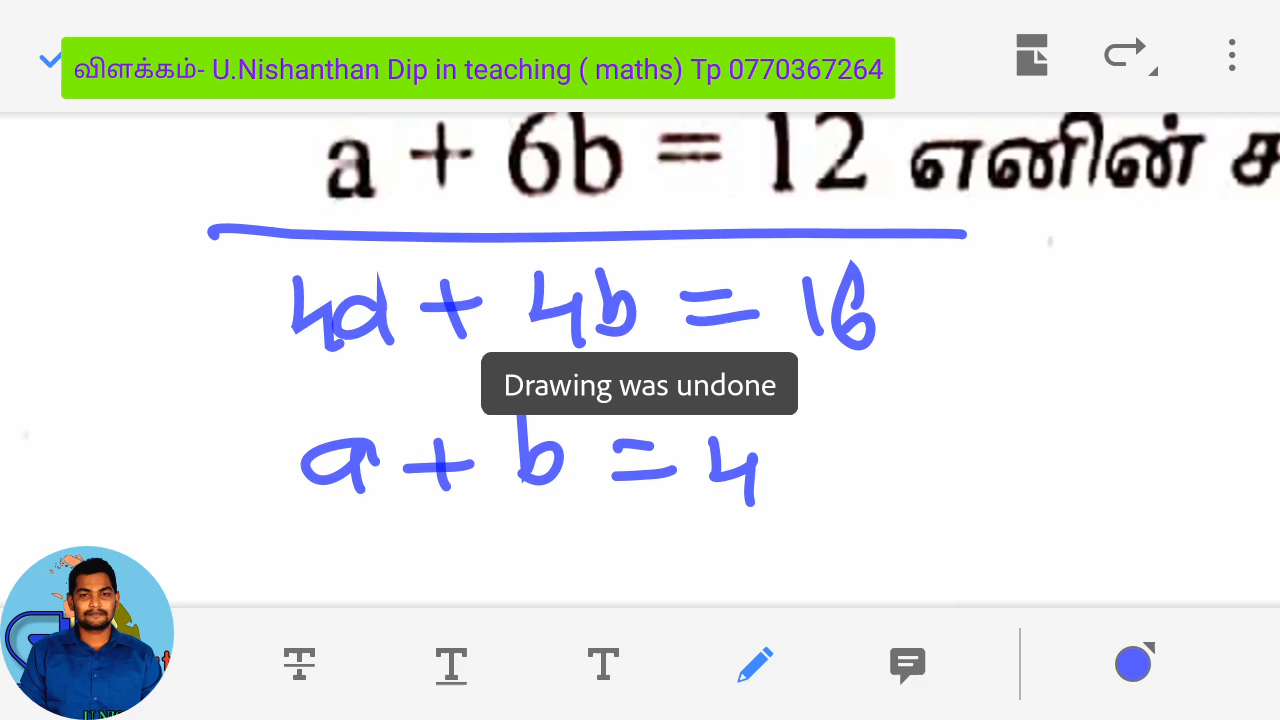 விளக்கம்- U.Nishanthan Dip in teaching ( maths) Tp 0770367264
a + 6b = 12 எனின்
4a + 4b = 16
Drawing was undone
a + b = 4